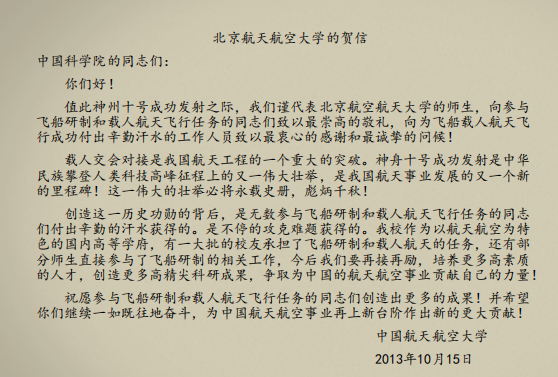 北京航天航空大学的贺信
中国科学院的同志们：
你们好！
值此神州十号成功发射之际，我们谨代表北京航空航天大学的师生，向参与
飞船研制和载人航天飞行任务的同志们致以最崇高的敬礼，向为飞船载人航天飞
行成功付出辛勤汗水的工作人员致以最衷心的感谢和最诚挚的问候！
载人交会对接是我国航天工程的一个重大的突破。神舟十号成功发射是中华
民族攀登人类科技高峰征程上的又一伟大壮举，是我国航天事业发展的又一个新
的里程碑！这一伟大的壮举必将永载史册，彪炳千秋！
创造这一历史功勋的背后，是无数参与飞船研制和载人航天飞行任务的同志
们付出辛勤的汗水获得的。是不停的攻克难题获得的。我校作为以航天航空为特
色的国内高等学府，有一大批的校友承担了飞船研制和载人航天的任务，还有部
分师生直接参与了飞船研制的相关工作，今后我们要再接再励，培养更多高素质
的人才，创造更多高精尖科研成果，争取为中国的航天航空事业贡献自己的力量！
祝愿参与飞船研制和载人航天飞行任务的同志们创造出更多的成果！并希望
你们继续一如既往地奋斗，为中国航天航空事业再上新台阶作出新的更大贡献！
中国航天航空大学
2013年10月15日